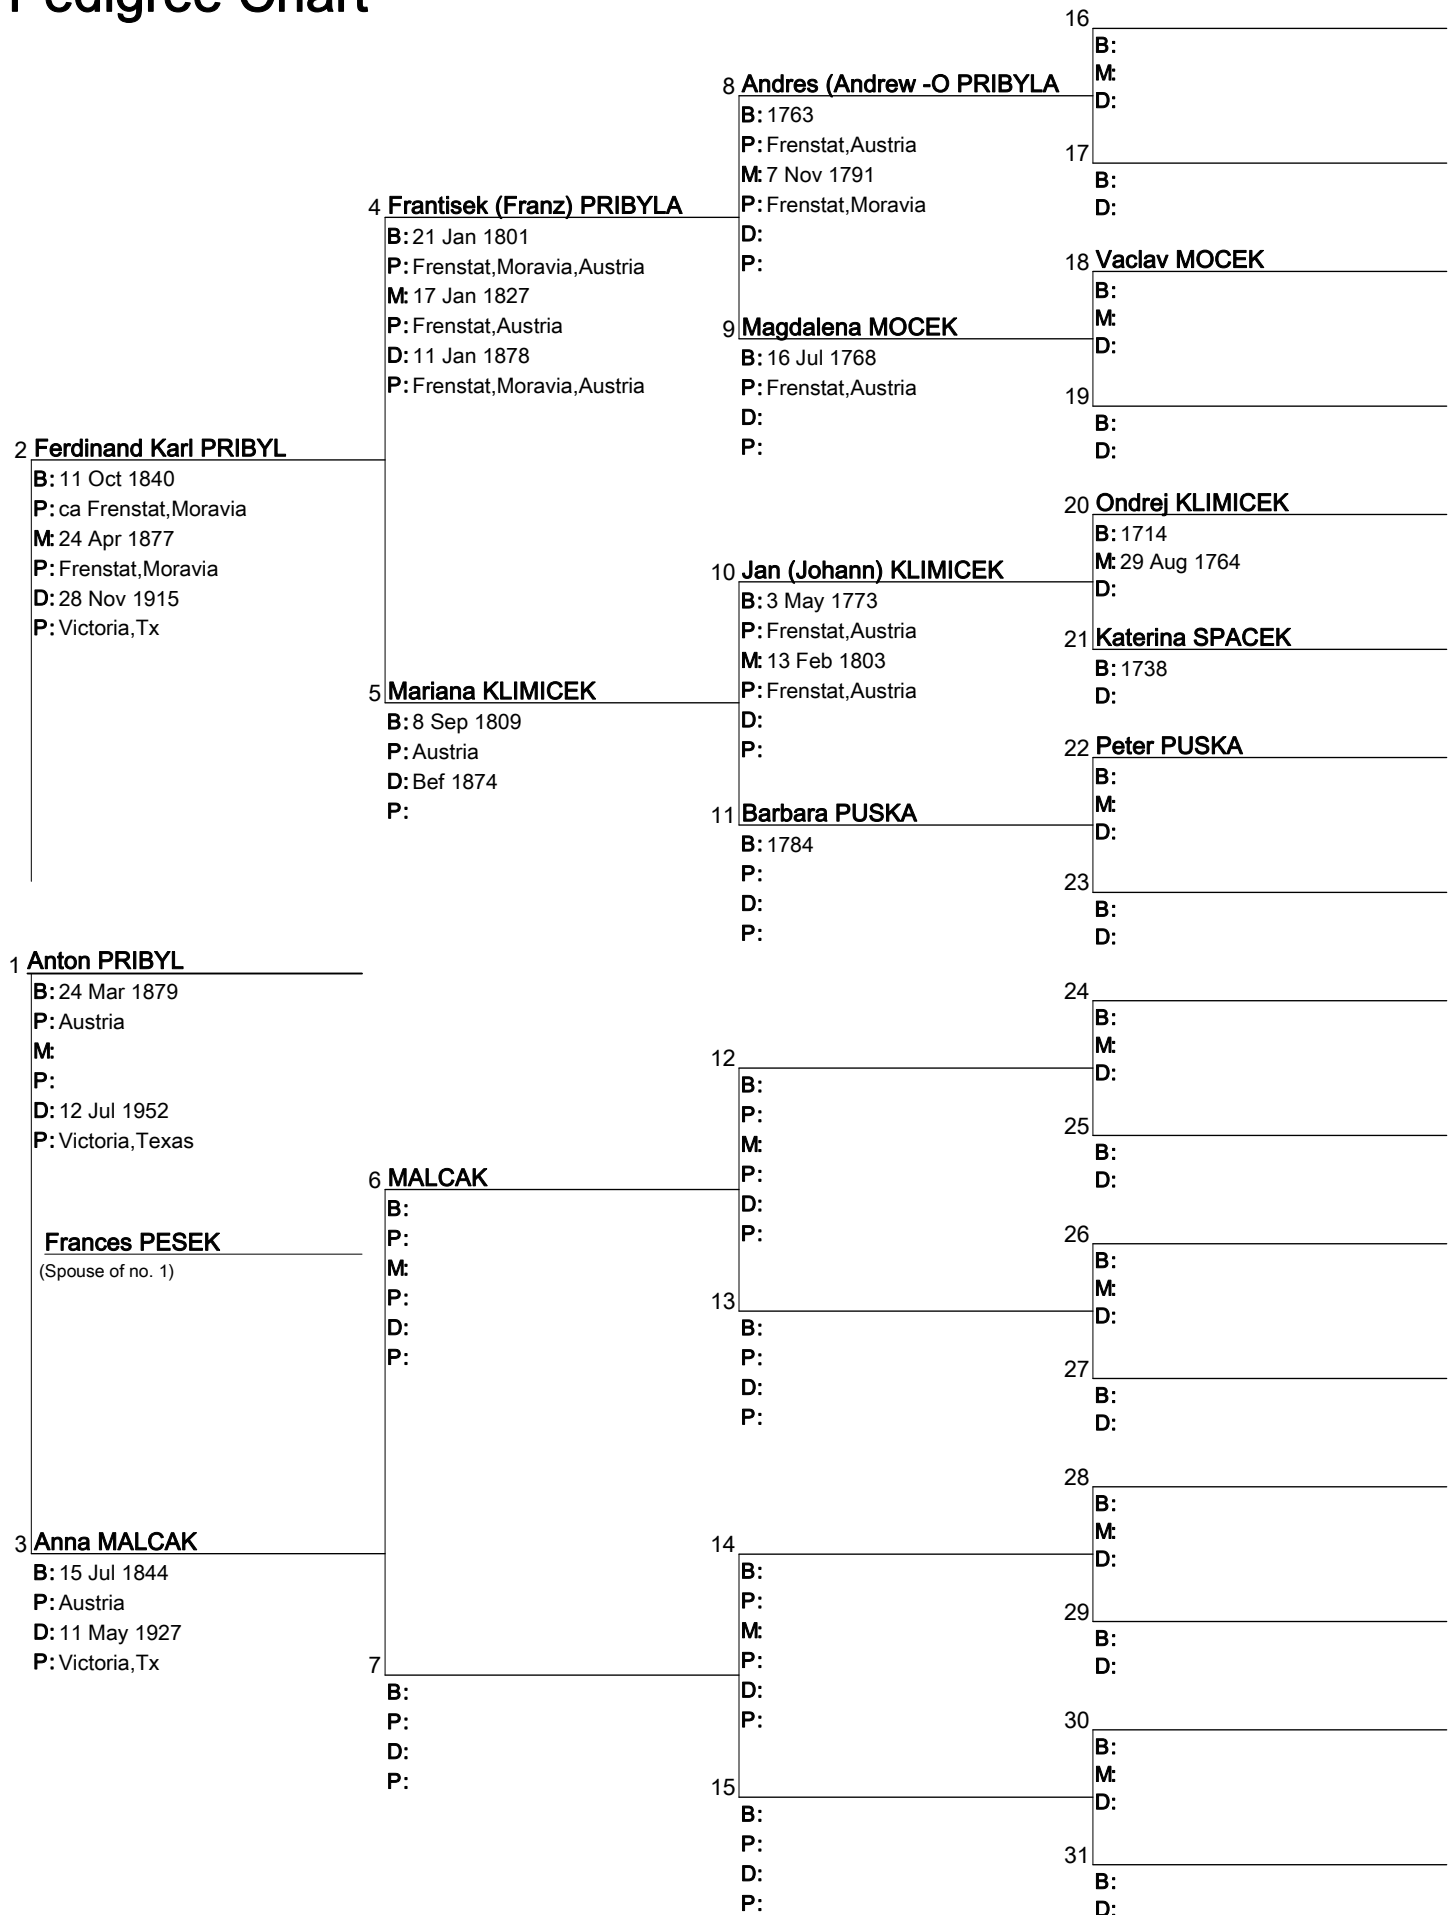 Pedigree Chart
16
B:
M:
D:
8 Andres (Andrew -O PRIBYLA
B: 1763
P: Frenstat,Austria
M: 7 Nov 1791
P: Frenstat,Moravia
D:
P:
17
B:
D:
4 Frantisek (Franz) PRIBYLA
B: 21 Jan 1801
P: Frenstat,Moravia,Austria
M: 17 Jan 1827
P: Frenstat,Austria
D: 11 Jan 1878
P: Frenstat,Moravia,Austria
18 Vaclav MOCEK
B:
M:
D:
9 Magdalena MOCEK
B: 16 Jul 1768
P: Frenstat,Austria
D:
P:
19
B:
D:
2 Ferdinand Karl PRIBYL
B: 11 Oct 1840
P: ca Frenstat,Moravia
M: 24 Apr 1877
P: Frenstat,Moravia
D: 28 Nov 1915
P: Victoria,Tx
20 Ondrej KLIMICEK
B: 1714
M: 29 Aug 1764
D:
10 Jan (Johann) KLIMICEK
B: 3 May 1773
P: Frenstat,Austria
M: 13 Feb 1803
P: Frenstat,Austria
D:
P:
21 Katerina SPACEK
B: 1738
D:
5 Mariana KLIMICEK
B: 8 Sep 1809
P: Austria
D: Bef 1874
P:
22 Peter PUSKA
B:
M:
D:
11 Barbara PUSKA
B: 1784
P:
D:
P:
23
B:
D:
1 Anton PRIBYL
B: 24 Mar 1879
P: Austria
M:
P:
D: 12 Jul 1952
P: Victoria,Texas
24
B:
M:
D:
12
B:
P:
M:
P:
D:
P:
25
B:
D:
6 MALCAK
B:
P:
M:
P:
D:
P:
Frances PESEK
(Spouse of no. 1)
26
B:
M:
D:
13
B:
P:
D:
P:
27
B:
D:
28
B:
M:
D:
3 Anna MALCAK
B: 15 Jul 1844
P: Austria
D: 11 May 1927
P: Victoria,Tx
14
B:
P:
M:
P:
D:
P:
29
B:
D:
7
B:
P:
D:
P:
30
B:
M:
D:
15
B:
P:
D:
P:
31
B:
D: